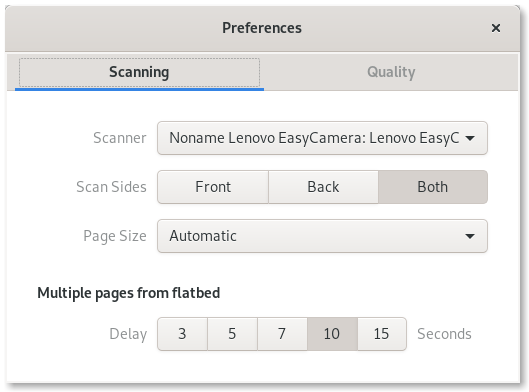 Preferences
Scanning Quality
Scanner Noname Lenovo EasyCamera: Lenovo EasyC
Scan Sides Front Back Both
Page Size Automatic
Multiple pages from flatbed
Delay 3 5 7 10 15 Seconds